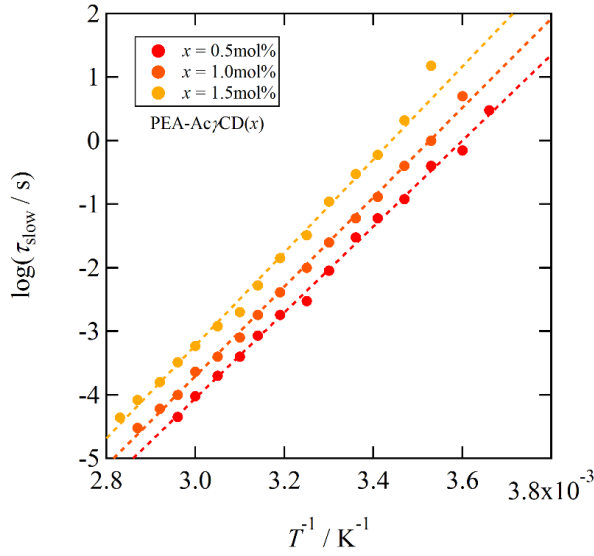 2
1
0
-1
-2
-3
-4
-5
log(τslow / s)
x = 0.5mol%
x = 1.0mol%
x = 1.5mol%
PEA-AcγCD(x)
2.8 3.0 3.2 3.4 3.6 3.8x10⁻³
T⁻¹ / K⁻¹